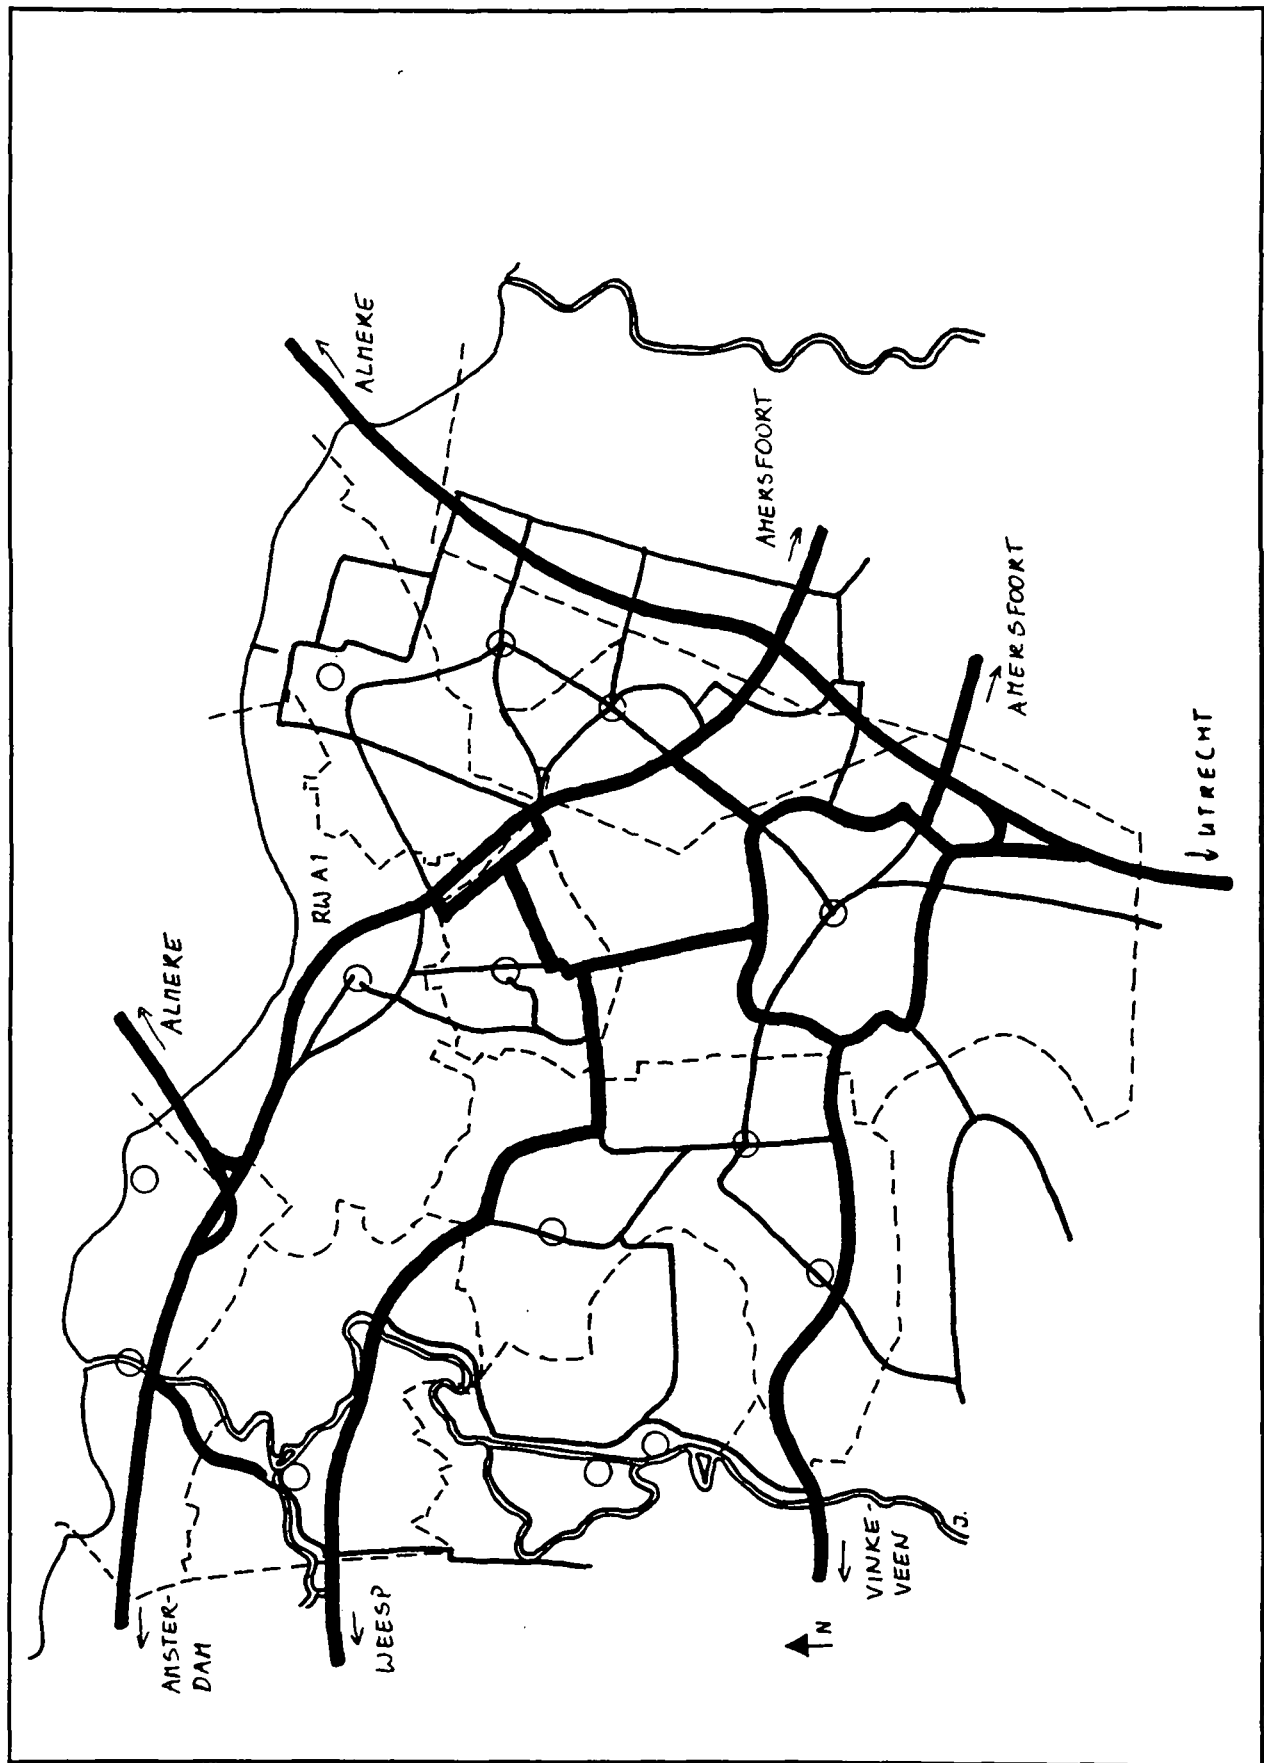 ALMERE
ALMERE
RW A1
AMERSFOORT
AMERSFOORT
UTRECHT
AMSTER-
DAM
WEESP
VINKE-
VEEN
N
J.